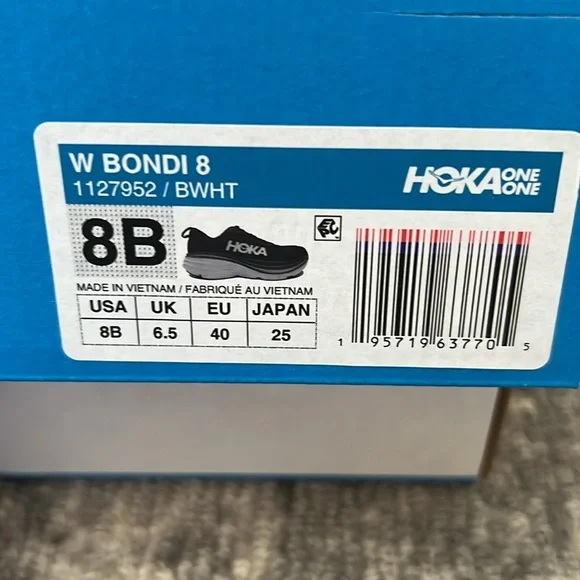 W BONDI 8
1127952 / BWHT
HOKA ONE ONE
8B
HOKA
MADE IN VIETNAM / FABRIQUÉ AU VIETNAM
USA UK EU JAPAN
8B 6.5 40 25
1 95719 63770 5